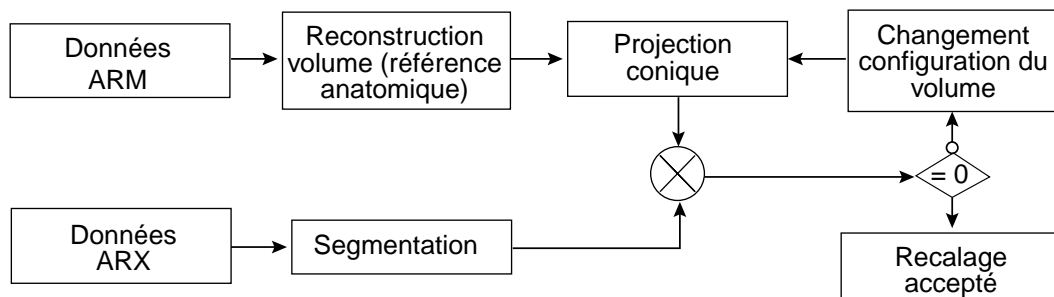 Données
ARM
Reconstruction
volume (référence
anatomique)
Projection
conique
Changement
configuration du
volume
= 0
Données
ARX
Segmentation
Recalage
accepté